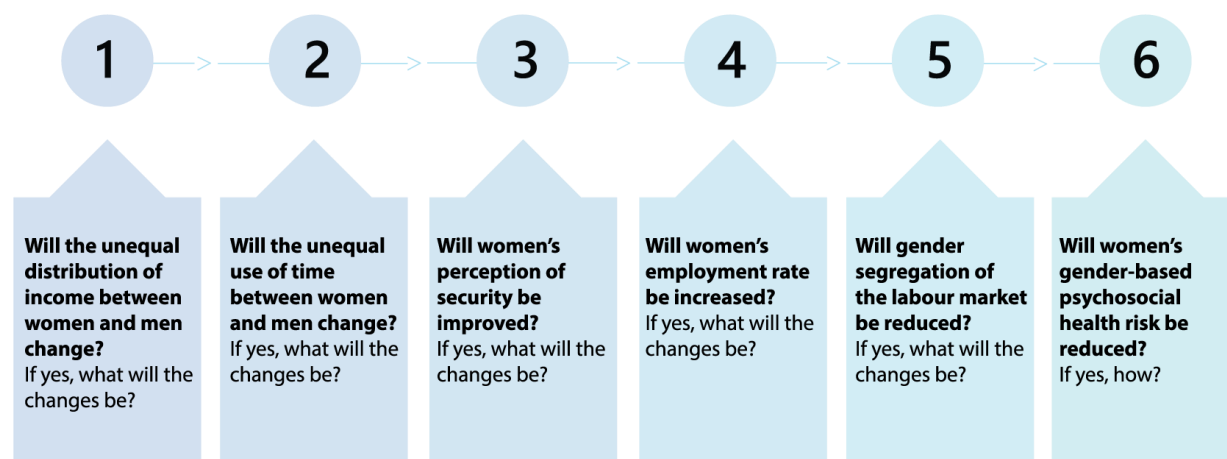 1
2
3
4
5
6
Will the unequal
distribution of
income between
women and men
change?
If yes, what will the
changes be?
Will the unequal
use of time
between women
and men change?
If yes, what will the
changes be?
Will women’s
perception of
security be
improved?
If yes, what will the
changes be?
Will women’s
employment rate
be increased?
If yes, what will the
changes be?
Will gender
segregation of
the labour market
be reduced?
If yes, what will the
changes be?
Will women’s
gender-based
psychosocial
health risk be
reduced?
If yes, how?